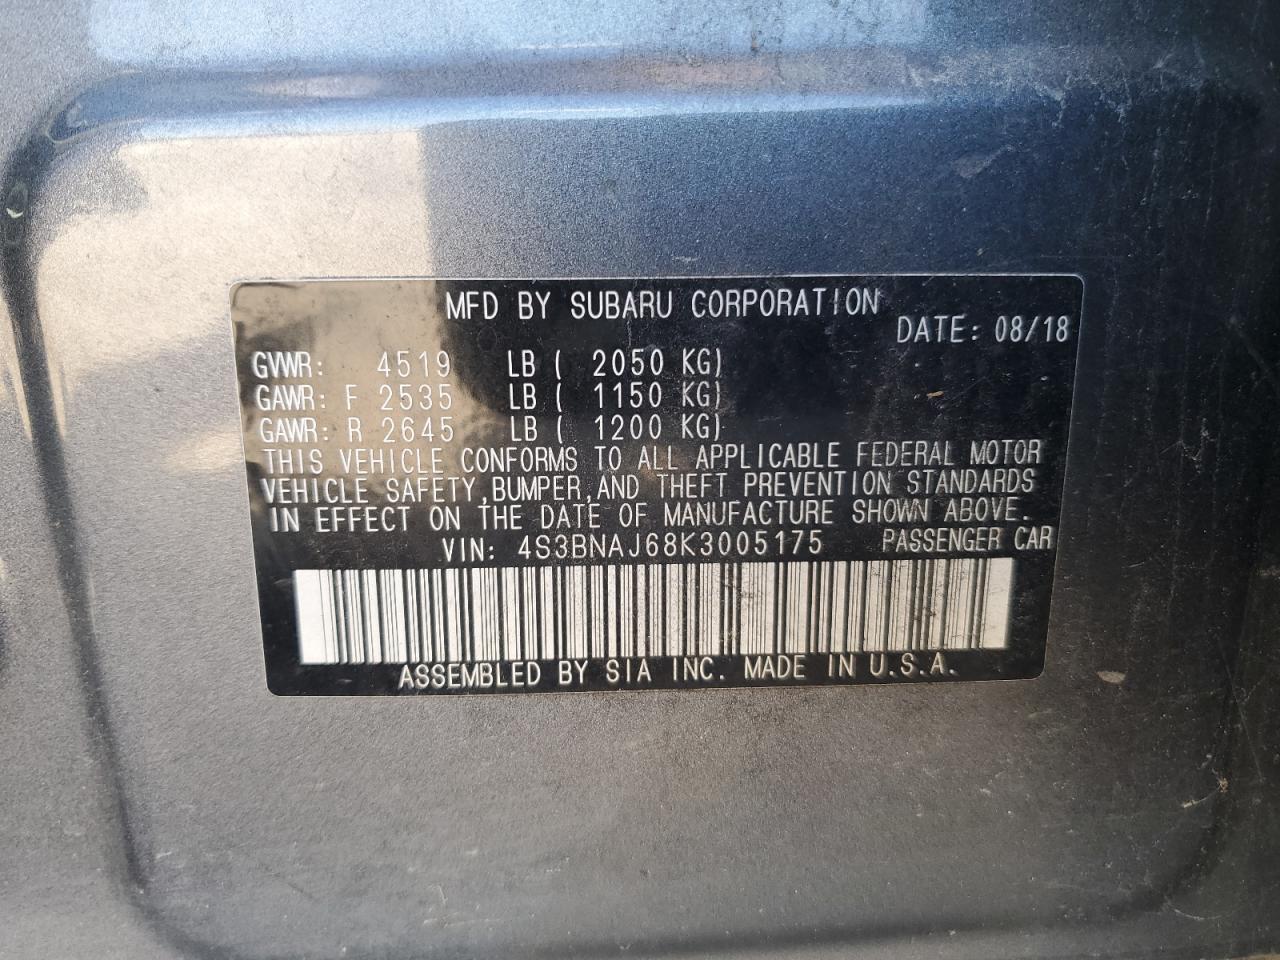 MFD BY SUBARU CORPORATION
DATE: 08/18
GVWR: 4519 LB ( 2050 KG)
GAWR: F 2535 LB ( 1150 KG)
GAWR: R 2645 LB ( 1200 KG)
THIS VEHICLE CONFORMS TO ALL APPLICABLE FEDERAL MOTOR
VEHICLE SAFETY,BUMPER,AND THEFT PREVENTION STANDARDS
IN EFFECT ON THE DATE OF MANUFACTURE SHOWN ABOVE.
VIN: 4S3BNAJ68K3005175 PASSENGER CAR
ASSEMBLED BY SIA INC. MADE IN U.S.A.